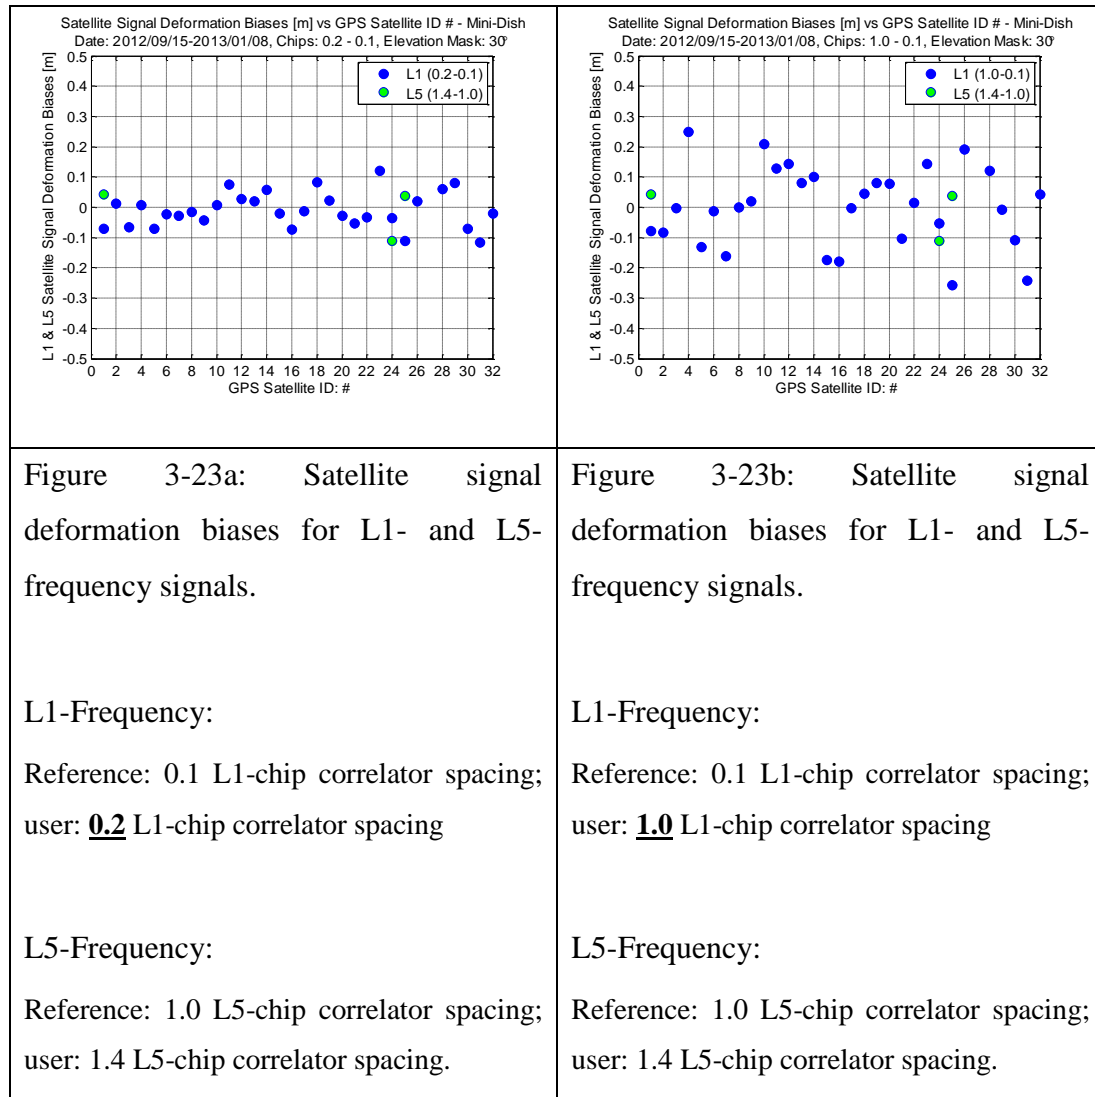 Satellite Signal Deformation Biases [m] vs GPS Satellite ID # - Mini-Dish
Date: 2012/09/15-2013/01/08, Chips: 0.2 - 0.1, Elevation Mask: 30º
L1 & L5 Satellite Signal Deformation Biases [m]
0.5
0.4
0.3
0.2
0.1
0
-0.1
-0.2
-0.3
-0.4
-0.5
L1 (0.2-0.1)
L5 (1.4-1.0)
0 2 4 6 8 10 12 14 16 18 20 22 24 26 28 30 32
GPS Satellite ID: #
Satellite Signal Deformation Biases [m] vs GPS Satellite ID # - Mini-Dish
Date: 2012/09/15-2013/01/08, Chips: 1.0 - 0.1, Elevation Mask: 30º
L1 & L5 Satellite Signal Deformation Biases [m]
0.5
0.4
0.3
0.2
0.1
0
-0.1
-0.2
-0.3
-0.4
-0.5
L1 (1.0-0.1)
L5 (1.4-1.0)
0 2 4 6 8 10 12 14 16 18 20 22 24 26 28 30 32
GPS Satellite ID: #
Figure 3-23a: Satellite signal
deformation biases for L1- and L5-
frequency signals.
L1-Frequency:
Reference: 0.1 L1-chip correlator spacing;
user: 0.2 L1-chip correlator spacing
L5-Frequency:
Reference: 1.0 L5-chip correlator spacing;
user: 1.4 L5-chip correlator spacing.
Figure 3-23b: Satellite signal
deformation biases for L1- and L5-
frequency signals.
L1-Frequency:
Reference: 0.1 L1-chip correlator spacing;
user: 1.0 L1-chip correlator spacing
L5-Frequency:
Reference: 1.0 L5-chip correlator spacing;
user: 1.4 L5-chip correlator spacing.